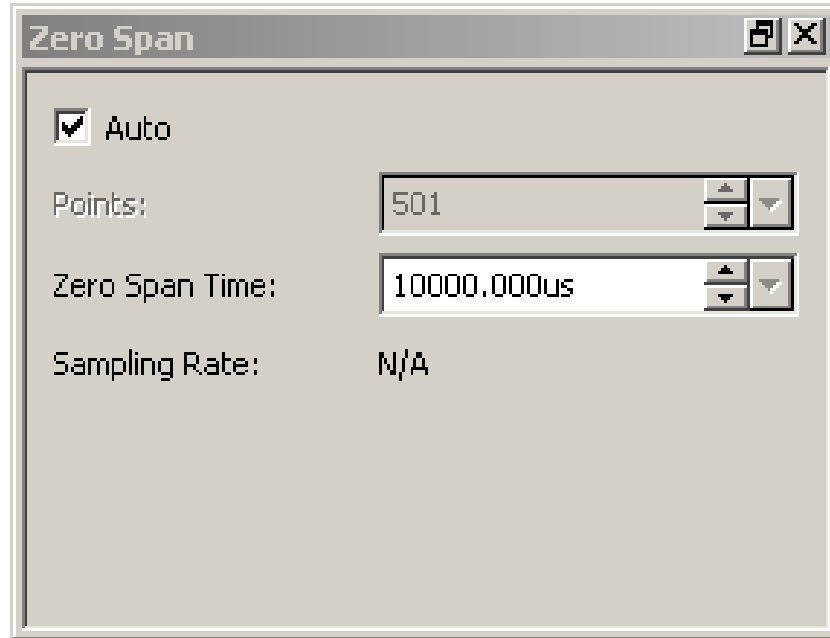 Zero Span
Auto
Points: 501
Zero Span Time: 10000.000us
Sampling Rate: N/A